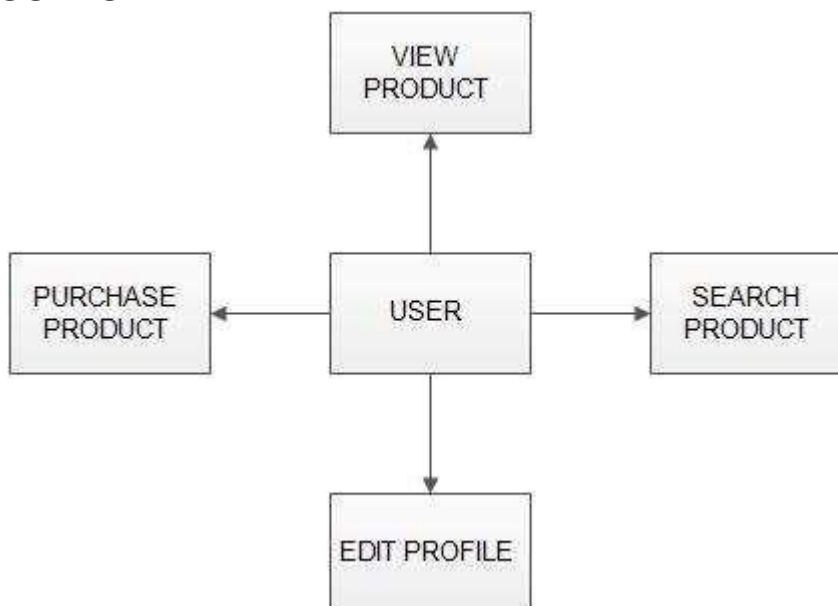 VIEW
PRODUCT
PURCHASE
PRODUCT
USER
SEARCH
PRODUCT
EDIT PROFILE